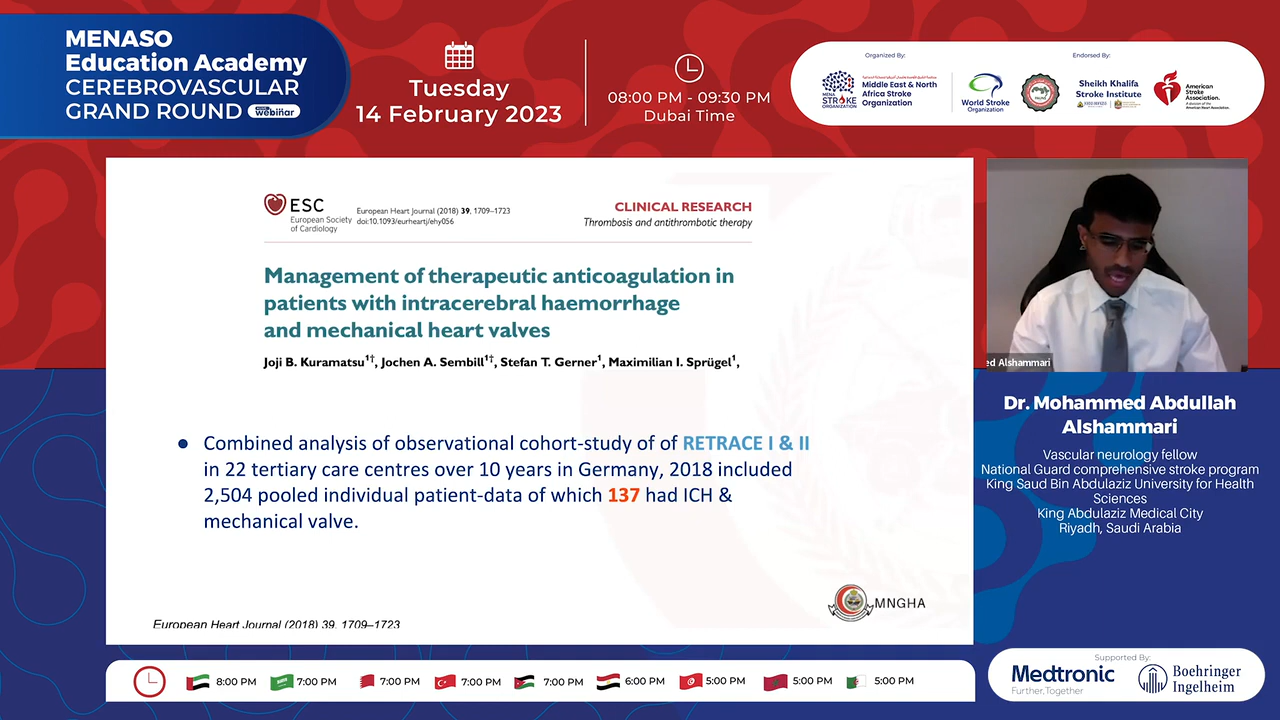 MENASO
Education Academy
CEREBROVASCULAR
GRAND ROUND
webinar
Tuesday
14 February 2023
08:00 PM - 09:30 PM
Dubai Time
Organized By:
Endorsed By:
MENA
STROKE
ORGANIZATION
Middle East & North
Africa Stroke
Organization
World Stroke
Organization
Sheikh Khalifa
Stroke Institute
American
Stroke
Association.
A division of the
American Heart Association.
ESC
European Society
of Cardiology
European Heart Journal (2018) 39, 1709–1723
doi:10.1093/eurheartj/ehy056
CLINICAL RESEARCH
Thrombosis and antithrombotic therapy
Management of therapeutic anticoagulation in
patients with intracerebral haemorrhage
and mechanical heart valves
Joji B. Kuramatsu1†, Jochen A. Sembill1†, Stefan T. Gerner1, Maximilian I. Sprügel1,
• Combined analysis of observational cohort-study of of RETRACE I & II
in 22 tertiary care centres over 10 years in Germany, 2018 included
2,504 pooled individual patient-data of which 137 had ICH &
mechanical valve.
MNGHA
European Heart Journal (2018) 39, 1709–1723
ed Alshammari
Dr. Mohammed Abdullah
Alshammari
Vascular neurology fellow
National Guard comprehensive stroke program
King Saud Bin Abdulaziz University for Health
Sciences
King Abdulaziz Medical City
Riyadh, Saudi Arabia
8:00 PM
7:00 PM
7:00 PM
7:00 PM
7:00 PM
6:00 PM
5:00 PM
5:00 PM
5:00 PM
Supported By:
Medtronic
Further, Together
Boehringer
Ingelheim